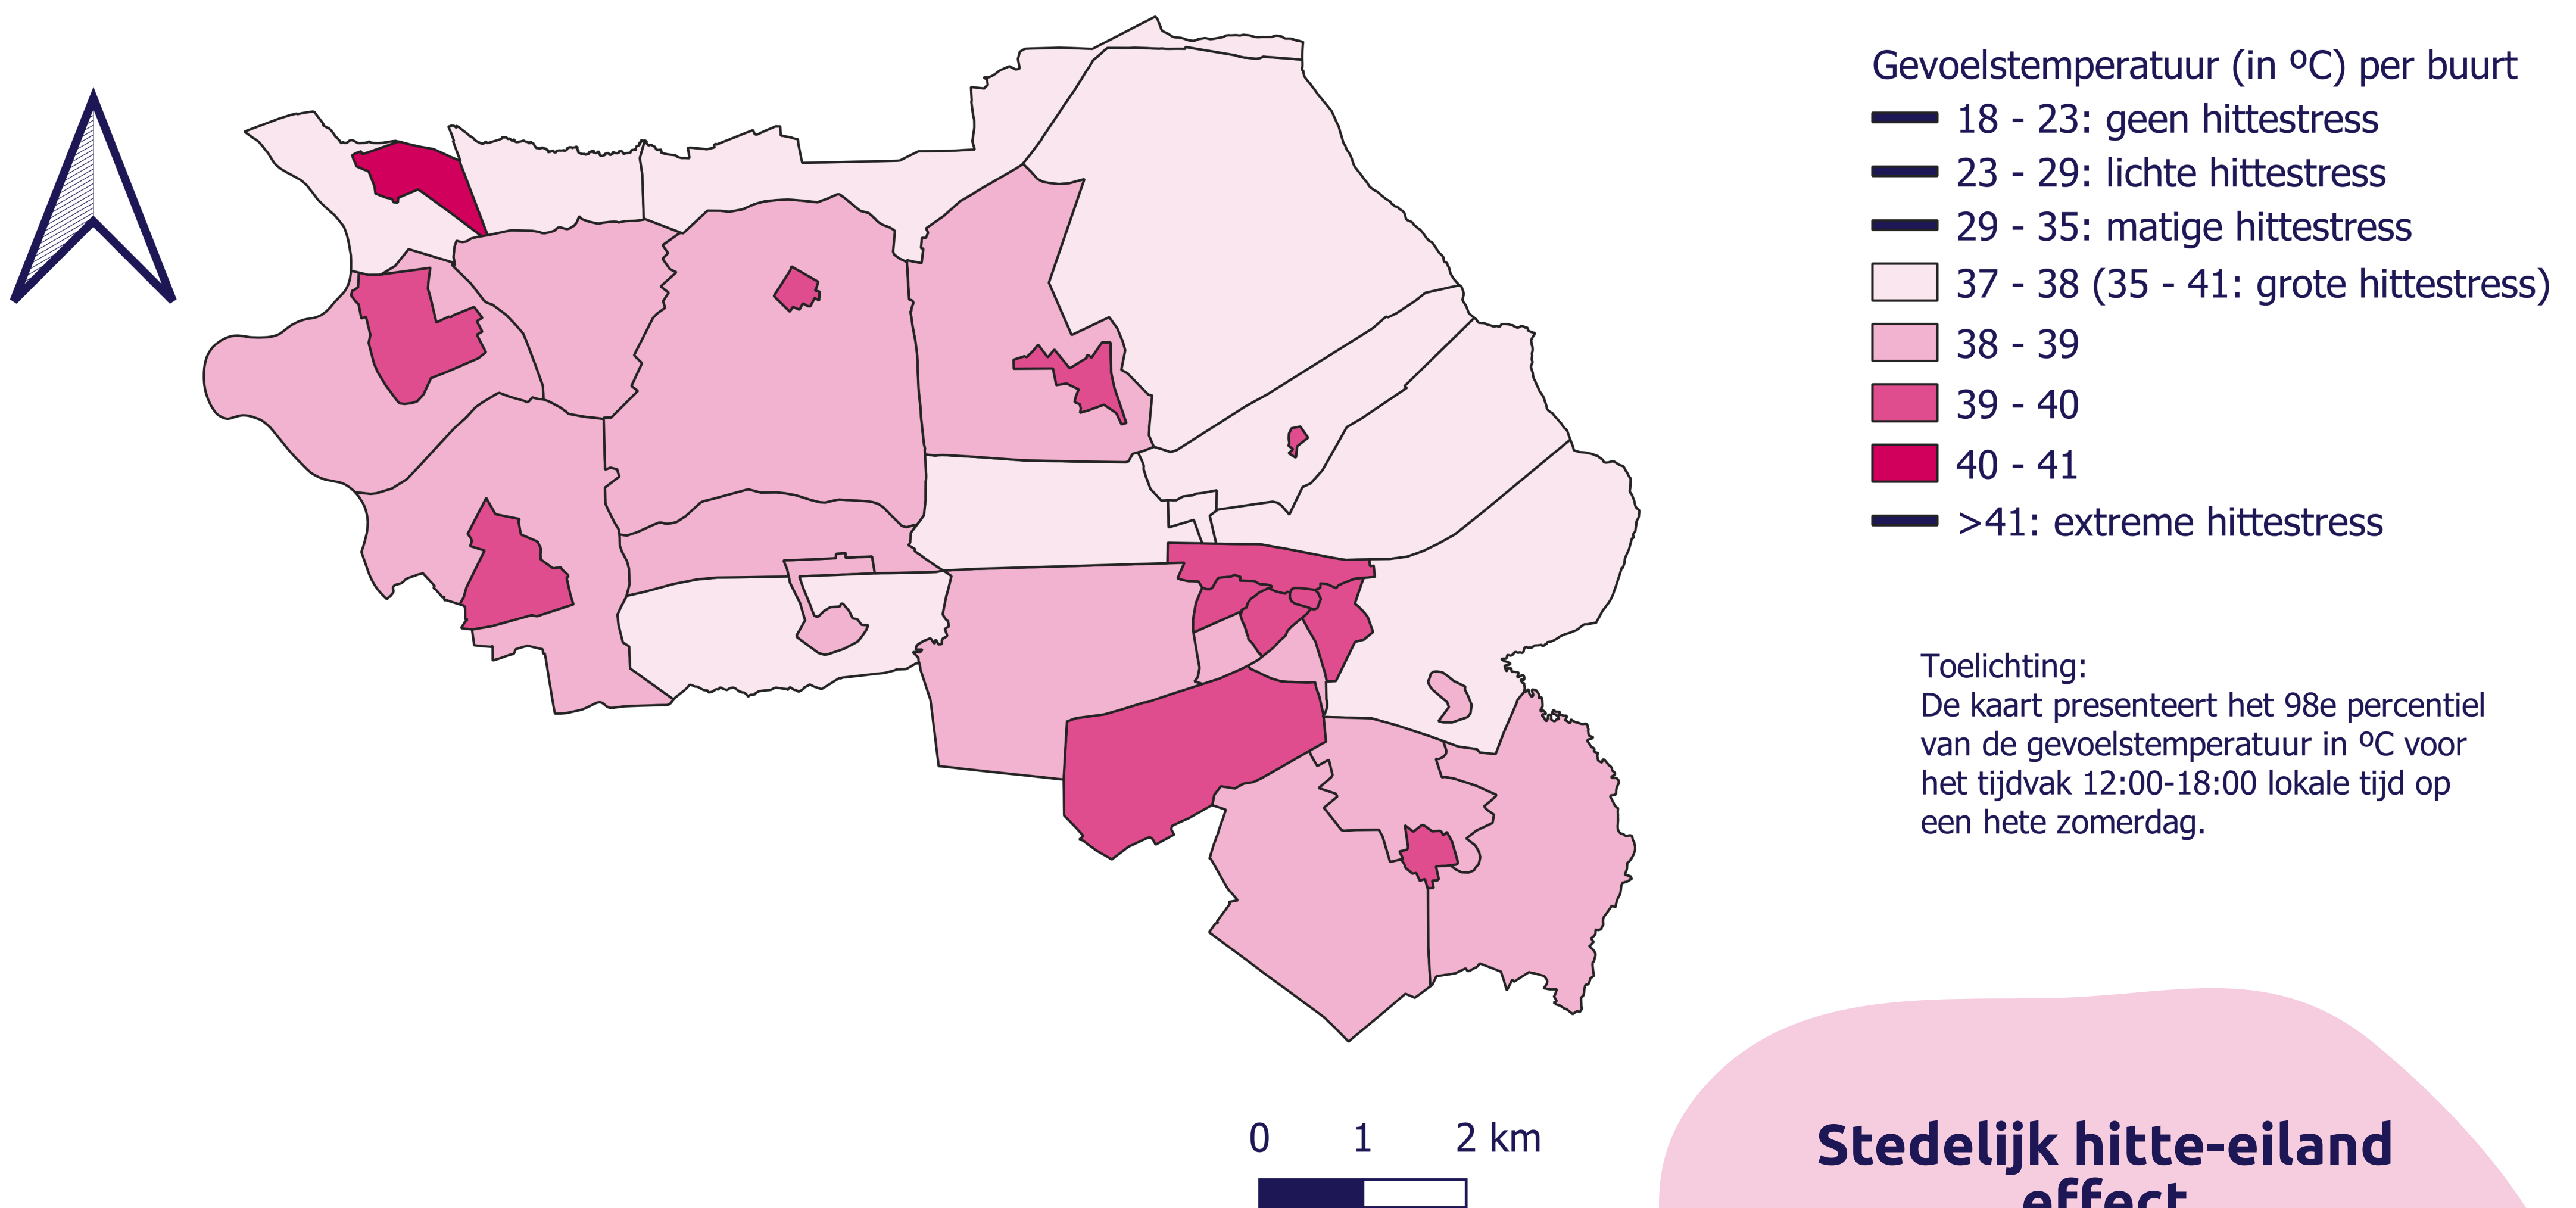 Gevoelstemperatuur (in ºC) per buurt
18 - 23: geen hittestress
23 - 29: lichte hittestress
29 - 35: matige hittestress
37 - 38 (35 - 41: grote hittestress)
38 - 39
39 - 40
40 - 41
>41: extreme hittestress
Toelichting:
De kaart presenteert het 98e percentiel
van de gevoelstemperatuur in ºC voor
het tijdvak 12:00-18:00 lokale tijd op
een hete zomerdag.
0 1 2 km
Stedelijk hitte-eiland
effect